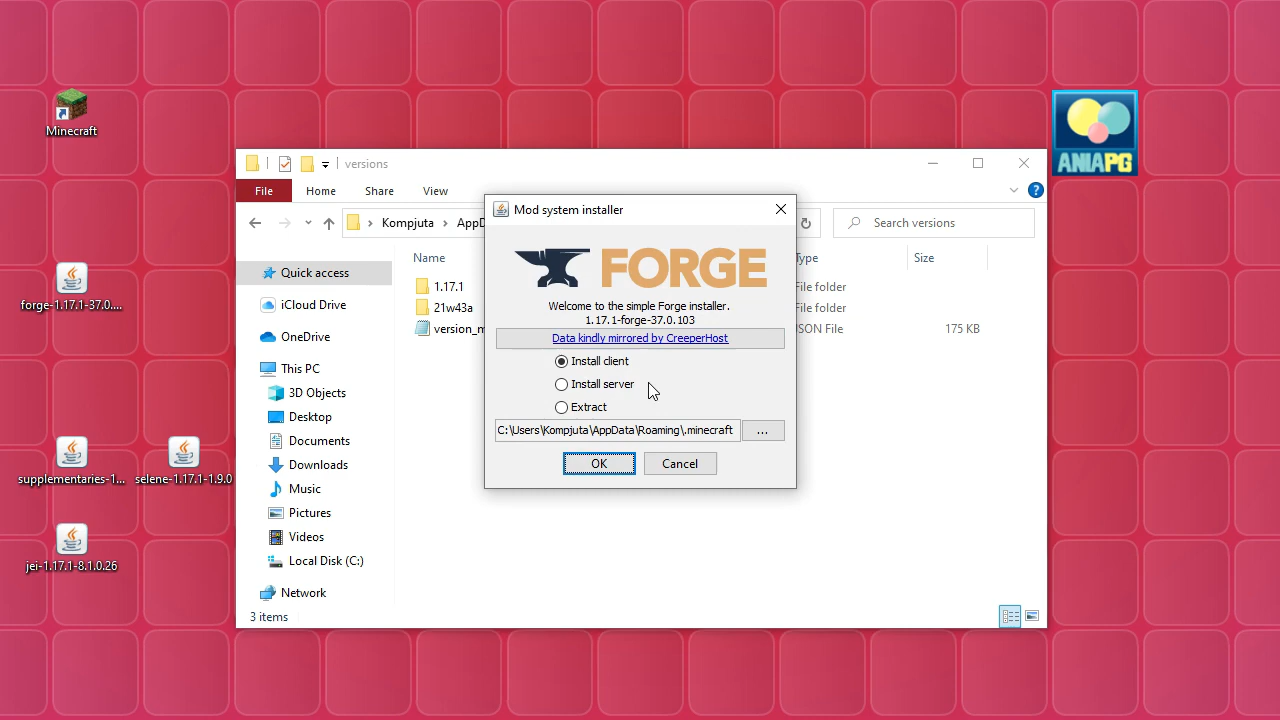 Minecraft
forge-1.17.1-37.0....
supplementaries-1...
selene-1.17.1-1.9.0
jei-1.17.1-8.1.0.26
ANIAPG
versions
File
Home
Share
View
Kompjuta
AppD
Search versions
Quick access
iCloud Drive
OneDrive
This PC
3D Objects
Desktop
Documents
Downloads
Music
Pictures
Videos
Local Disk (C:)
Network
Name
Type
Size
1.17.1
File folder
21w43a
File folder
version_m
JSON File
175 KB
3 items
Mod system installer
FORGE
Welcome to the simple Forge installer.
1.17.1-forge-37.0.103
Data kindly mirrored by CreeperHost
Install client
Install server
Extract
C:\Users\Kompjuta\AppData\Roaming\.minecraft
...
OK
Cancel